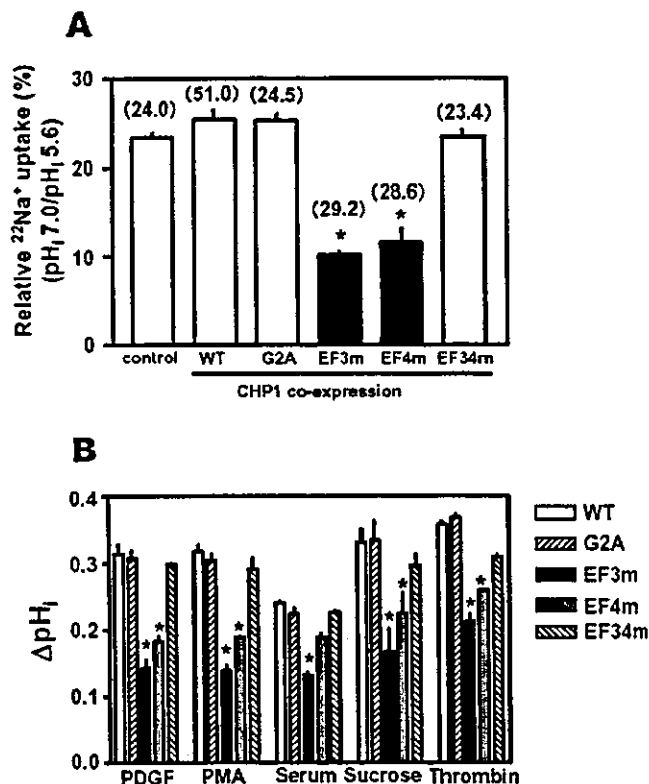 A
Relative ²²Na⁺ uptake (%)
(pHI 7.0/pHI 5.6)
30
20
10
0
(24.0)
(51.0)
(24.5)
(29.2)
*
(28.6)
*
(23.4)
control
WT
G2A
EF3m
EF4m
EF34m
CHP1 co-expression
B
ΔpHi
0.4
0.3
0.2
0.1
0.0
* *
* *
*
* *
* *
PDGF
PMA
Serum
Sucrose
Thrombin
WT
G2A
EF3m
EF4m
EF34m